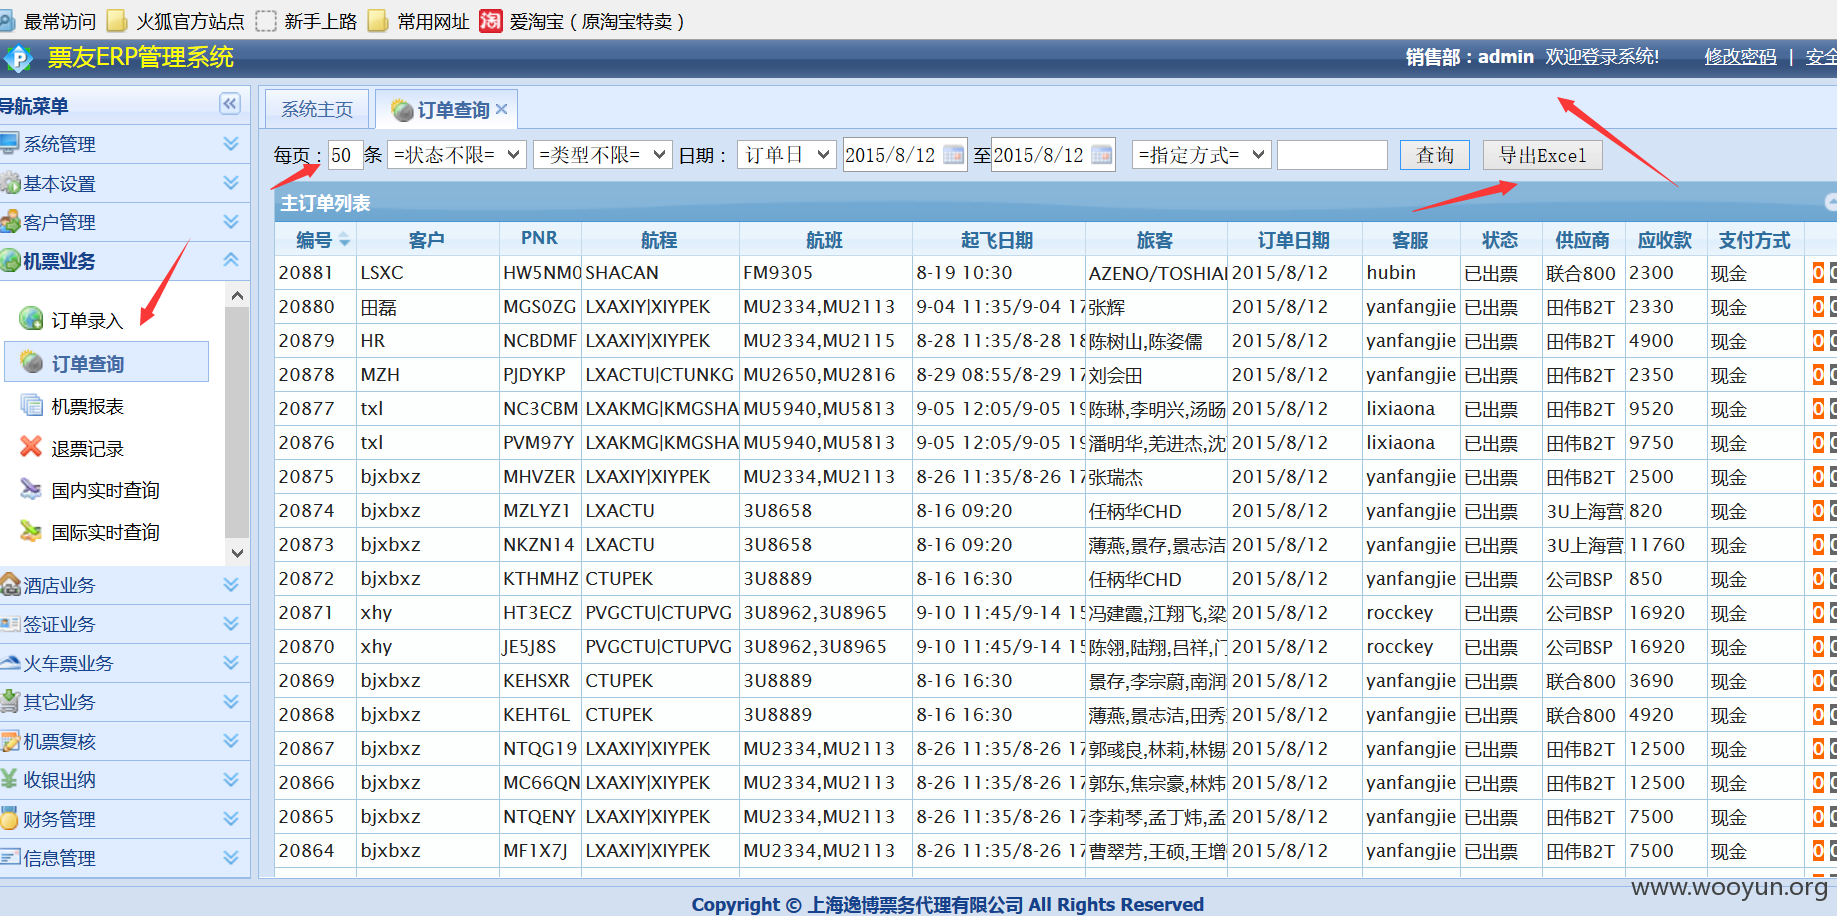 最常访问 火狐官方站点 新手上路 常用网址 淘 爱淘宝（原淘宝特卖）
P 票友ERP管理系统 销售部：admin 欢迎登录系统! 修改密码 | 安全
导航菜单
系统管理
基本设置
客户管理
机票业务
订单录入
订单查询
机票报表
退票记录
国内实时查询
国际实时查询
酒店业务
签证业务
火车票业务
其它业务
机票复核
收银出纳
财务管理
信息管理
系统主页 订单查询
每页：50 条 =状态不限= =类型不限= 日期： 订单日 2015/8/12 至 2015/8/12 =指定方式= 查询 导出Excel
主订单列表
编号 客户 PNR 航程 航班 起飞日期 旅客 订单日期 客服 状态 供应商 应收款 支付方式
20881 LSXC HW5NM0 SHACAN FM9305 8-19 10:30 AZENO/TOSHIAI 2015/8/12 hubin 已出票 联合800 2300 现金 0
20880 田磊 MGS0ZG LXAXIY|XIYPEK MU2334,MU2113 9-04 11:35/9-04 17 张辉 2015/8/12 yanfangjie 已出票 田伟B2T 2330 现金 0
20879 HR NCBDMF LXAXIY|XIYPEK MU2334,MU2115 8-28 11:35/8-28 18 陈树山,陈姿儒 2015/8/12 yanfangjie 已出票 田伟B2T 4900 现金 0
20878 MZH PJDYKP LXACTU|CTUNKG MU2650,MU2816 8-29 08:55/8-29 17 刘会田 2015/8/12 yanfangjie 已出票 田伟B2T 2350 现金 0
20877 txl NC3CBM LXAKMG|KMGSHA MU5940,MU5813 9-05 12:05/9-05 19 陈琳,李明兴,汤旸 2015/8/12 lixiaona 已出票 田伟B2T 9520 现金 0
20876 txl PVM97Y LXAKMG|KMGSHA MU5940,MU5813 9-05 12:05/9-05 19 潘明华,羌进杰,沈 2015/8/12 lixiaona 已出票 田伟B2T 9750 现金 0
20875 bjxbxz MHVZER LXAXIY|XIYPEK MU2334,MU2113 8-26 11:35/8-26 17 张瑞杰 2015/8/12 yanfangjie 已出票 田伟B2T 2500 现金 0
20874 bjxbxz MZLYZ1 LXACTU 3U8658 8-16 09:20 任柄华CHD 2015/8/12 yanfangjie 已出票 3U上海营 820 现金 0
20873 bjxbxz NKZN14 LXACTU 3U8658 8-16 09:20 薄燕,景存,景志洁 2015/8/12 yanfangjie 已出票 3U上海营 11760 现金 0
20872 bjxbxz KTHMHZ CTUPEK 3U8889 8-16 16:30 任柄华CHD 2015/8/12 yanfangjie 已出票 公司BSP 850 现金 0
20871 xhy HT3ECZ PVGCTU|CTUPVG 3U8962,3U8965 9-10 11:45/9-14 15 冯建霞,江翔飞,梁 2015/8/12 rocckey 已出票 公司BSP 16920 现金 0
20870 xhy JE5J8S PVGCTU|CTUPVG 3U8962,3U8965 9-10 11:45/9-14 15 陈翎,陆翔,吕祥,门 2015/8/12 rocckey 已出票 公司BSP 16920 现金 0
20869 bjxbxz KEHSXR CTUPEK 3U8889 8-16 16:30 景存,李宗蔚,南润 2015/8/12 yanfangjie 已出票 联合800 3690 现金 0
20868 bjxbxz KEHT6L CTUPEK 3U8889 8-16 16:30 薄燕,景志洁,田秀 2015/8/12 yanfangjie 已出票 联合800 4920 现金 0
20867 bjxbxz NTQG19 LXAXIY|XIYPEK MU2334,MU2113 8-26 11:35/8-26 17 郭彧良,林莉,林锡 2015/8/12 yanfangjie 已出票 田伟B2T 12500 现金 0
20866 bjxbxz MC66QN LXAXIY|XIYPEK MU2334,MU2113 8-26 11:35/8-26 17 郭东,焦宗豪,林炜 2015/8/12 yanfangjie 已出票 田伟B2T 12500 现金 0
20865 bjxbxz NTQENY LXAXIY|XIYPEK MU2334,MU2113 8-26 11:35/8-26 17 李莉琴,孟丁炜,孟 2015/8/12 yanfangjie 已出票 田伟B2T 7500 现金 0
20864 bjxbxz MF1X7J LXAXIY|XIYPEK MU2334,MU2113 8-26 11:35/8-26 17 曹翠芳,王硕,王增 2015/8/12 yanfangjie 已出票 田伟B2T 7500 现金 0
www.wooyun.org
Copyright © 上海逸博票务代理有限公司 All Rights Reserved